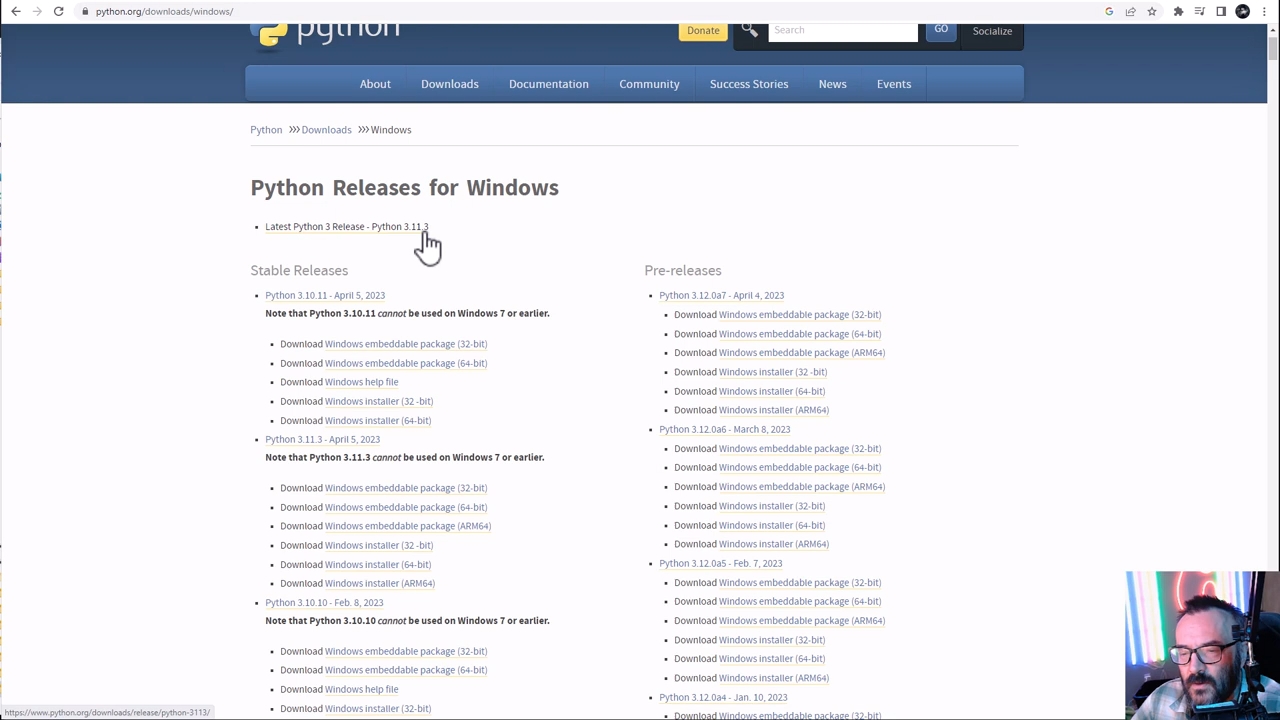 python.org/downloads/windows/
python
Donate
Search
GO
Socialize
About
Downloads
Documentation
Community
Success Stories
News
Events
Python >>> Downloads >>> Windows
Python Releases for Windows
Latest Python 3 Release - Python 3.11.3
Stable Releases
Python 3.10.11 - April 5, 2023
Note that Python 3.10.11 cannot be used on Windows 7 or earlier.
Download Windows embeddable package (32-bit)
Download Windows embeddable package (64-bit)
Download Windows help file
Download Windows installer (32 -bit)
Download Windows installer (64-bit)
Python 3.11.3 - April 5, 2023
Note that Python 3.11.3 cannot be used on Windows 7 or earlier.
Download Windows embeddable package (32-bit)
Download Windows embeddable package (64-bit)
Download Windows embeddable package (ARM64)
Download Windows installer (32 -bit)
Download Windows installer (64-bit)
Download Windows installer (ARM64)
Python 3.10.10 - Feb. 8, 2023
Note that Python 3.10.10 cannot be used on Windows 7 or earlier.
Download Windows embeddable package (32-bit)
Download Windows embeddable package (64-bit)
Download Windows help file
Download Windows installer (32-bit)
Pre-releases
Python 3.12.0a7 - April 4, 2023
Download Windows embeddable package (32-bit)
Download Windows embeddable package (64-bit)
Download Windows embeddable package (ARM64)
Download Windows installer (32 -bit)
Download Windows installer (64-bit)
Download Windows installer (ARM64)
Python 3.12.0a6 - March 8, 2023
Download Windows embeddable package (32-bit)
Download Windows embeddable package (64-bit)
Download Windows embeddable package (ARM64)
Download Windows installer (32-bit)
Download Windows installer (64-bit)
Download Windows installer (ARM64)
Python 3.12.0a5 - Feb. 7, 2023
Download Windows embeddable package (32-bit)
Download Windows embeddable package (64-bit)
Download Windows embeddable package (ARM64)
Download Windows installer (32-bit)
Download Windows installer (64-bit)
Download Windows installer (ARM64)
Python 3.12.0a4 - Jan. 10, 2023
Download Windows embeddable package (32-bit)
https://www.python.org/downloads/release/python-3113/